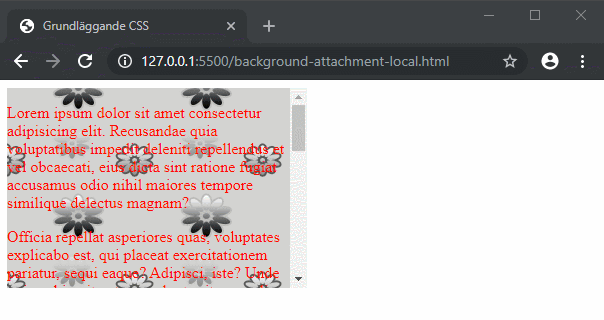 Grundläggande CSS
127.0.0.1:5500/background-attachment-local.html
Lorem ipsum dolor sit amet consectetur
adipisicing elit. Recusandae quia
voluptatibus impedit deleniti repellendus et
vel obcaecati, eius dicta sint ratione fugiat
accusamus odio nihil maiores tempore
similique delectus magnam?
Officia repellat asperiores quas, voluptates
explicabo est, qui placeat exercitationem
pariatur, sequi eaque? Adipisci, iste? Unde